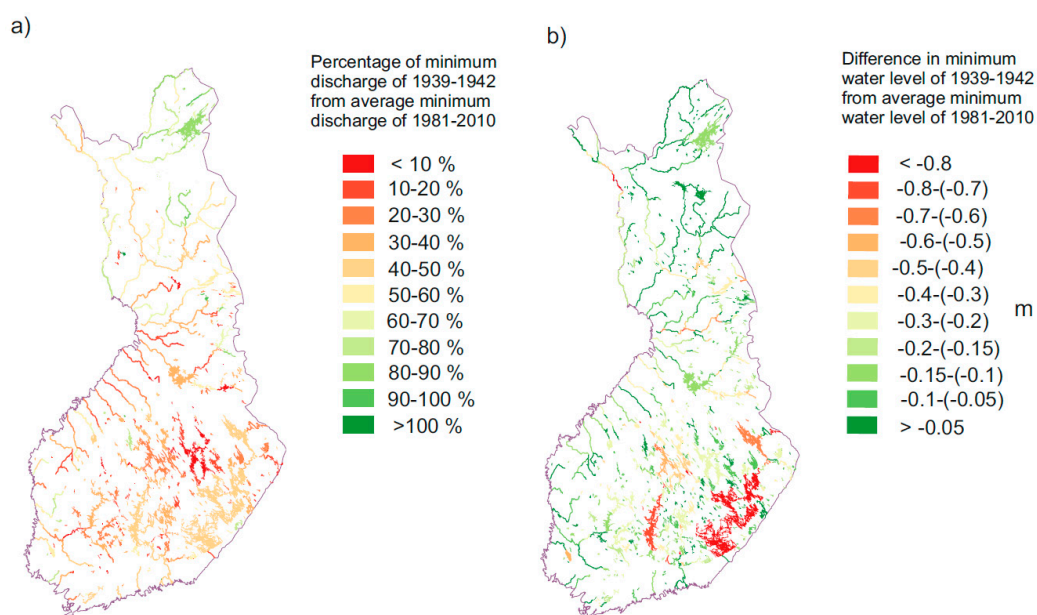 a)
Percentage of minimum
discharge of 1939-1942
from average minimum
discharge of 1981-2010
< 10 %
10-20 %
20-30 %
30-40 %
40-50 %
50-60 %
60-70 %
70-80 %
80-90 %
90-100 %
>100 %
b)
Difference in minimum
water level of 1939-1942
from average minimum
water level of 1981-2010
< -0.8
-0.8-(-0.7)
-0.7-(-0.6)
-0.6-(-0.5)
-0.5-(-0.4)
-0.4-(-0.3)
-0.3-(-0.2)
-0.2-(-0.15)
-0.15-(-0.1)
-0.1-(-0.05)
> -0.05
m